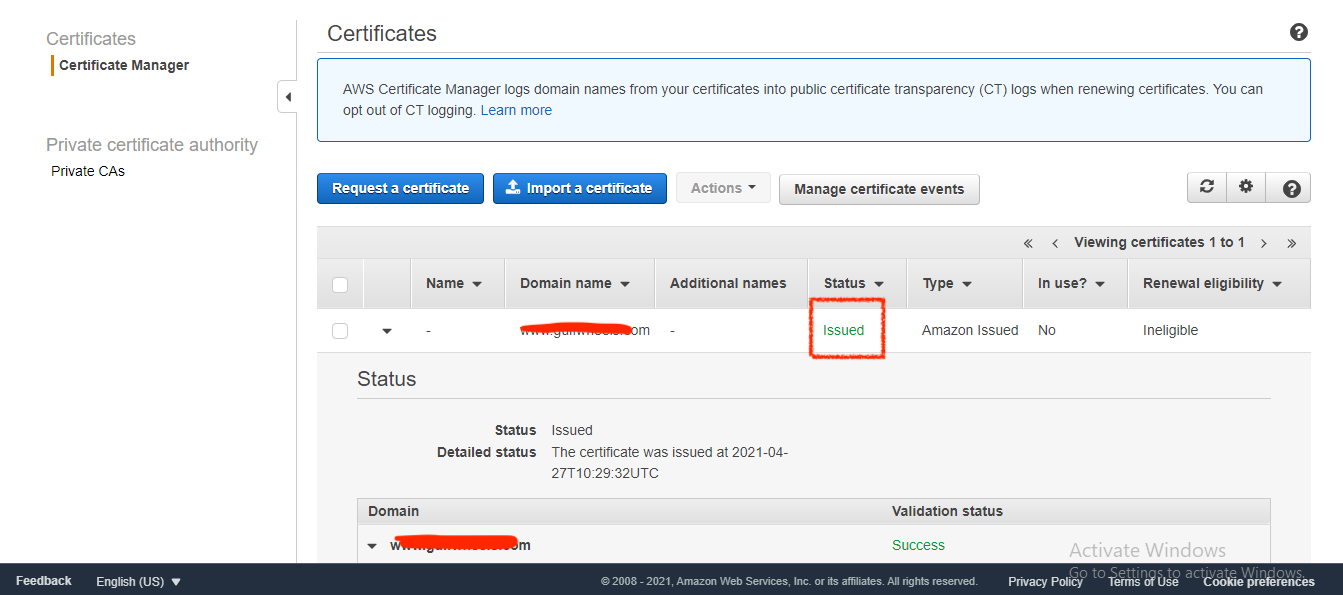 Certificates
Certificate Manager
Private certificate authority
Private CAs
Certificates
AWS Certificate Manager logs domain names from your certificates into public certificate transparency (CT) logs when renewing certificates. You can
opt out of CT logging. Learn more
Request a certificate Import a certificate Actions Manage certificate events
« ‹ Viewing certificates 1 to 1 › »
Name Domain name Additional names Status Type In use? Renewal eligibility
- .com - Issued Amazon Issued No Ineligible
Status
Status Issued
Detailed status The certificate was issued at 2021-04-
27T10:29:32UTC
Domain Validation status
Success
Activate Windows
Go to Settings to activate Windows.
Feedback English (US) © 2008 - 2021, Amazon Web Services, Inc. or its affiliates. All rights reserved. Privacy Policy Terms of Use Cookie preferences